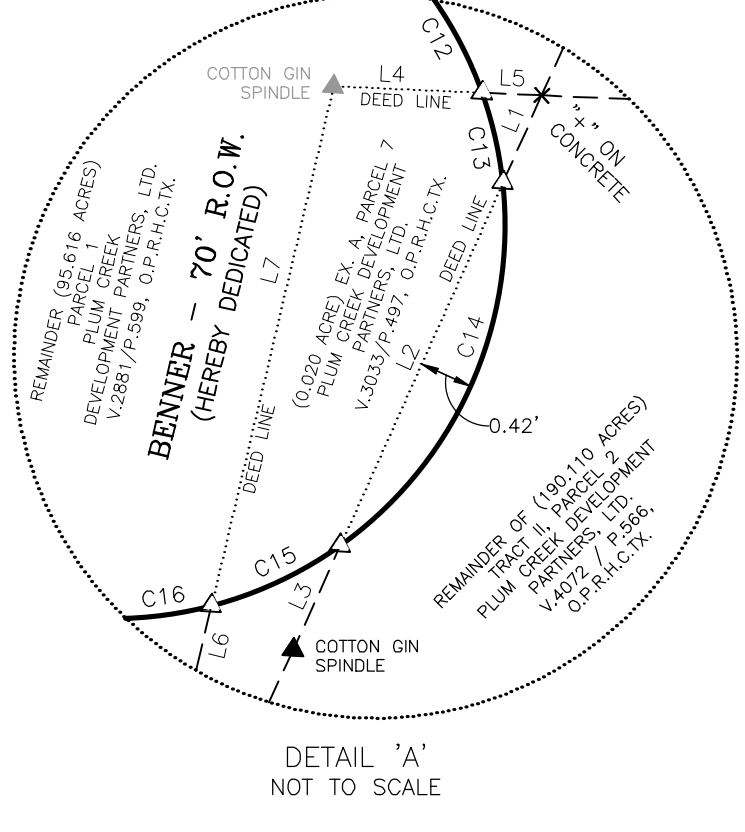 C12
COTTON GIN
SPINDLE
L4
DEED LINE
L5
L1
"+" ON
CONCRETE
C13
REMAINDER (95.616 ACRES)
PARCEL 1
PLUM CREEK
DEVELOPMENT PARTNERS, LTD.
V.2881/P.599, O.P.R.H.C.TX.
BENNER - 70' R.O.W.
(HEREBY DEDICATED)
L7
DEED LINE
(0.020 ACRE) EX. A, PARCEL 7
PLUM CREEK DEVELOPMENT
PARTNERS, LTD.
V.3033/P.497, O.P.R.H.C.TX.
DEED LINE
L2
C14
0.42'
REMAINDER OF (190.110 ACRES)
TRACT II, PARCEL 2
PLUM CREEK DEVELOPMENT
PARTNERS, LTD.
V.4072 / P.566,
O.P.R.H.C.TX.
C15
C16
L3
L6
COTTON GIN
SPINDLE
DETAIL 'A'
NOT TO SCALE